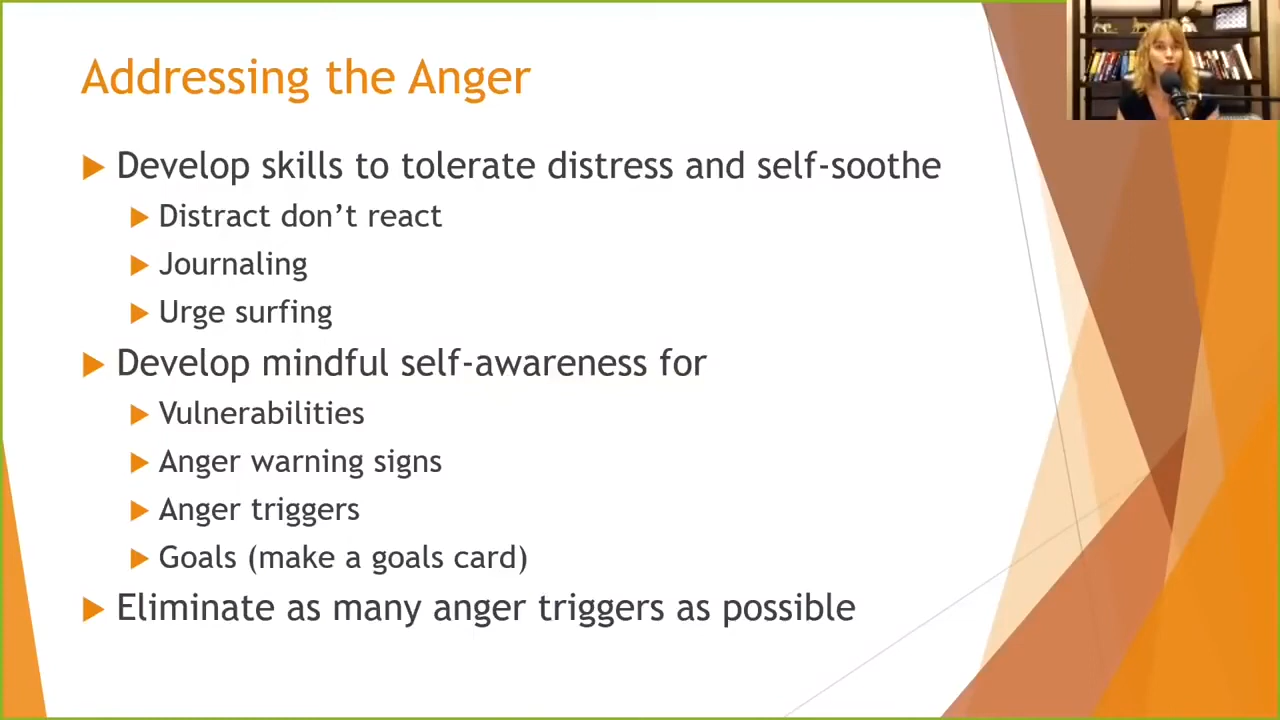 Addressing the Anger
Develop skills to tolerate distress and self-soothe
Distract don’t react
Journaling
Urge surfing
Develop mindful self-awareness for
Vulnerabilities
Anger warning signs
Anger triggers
Goals (make a goals card)
Eliminate as many anger triggers as possible